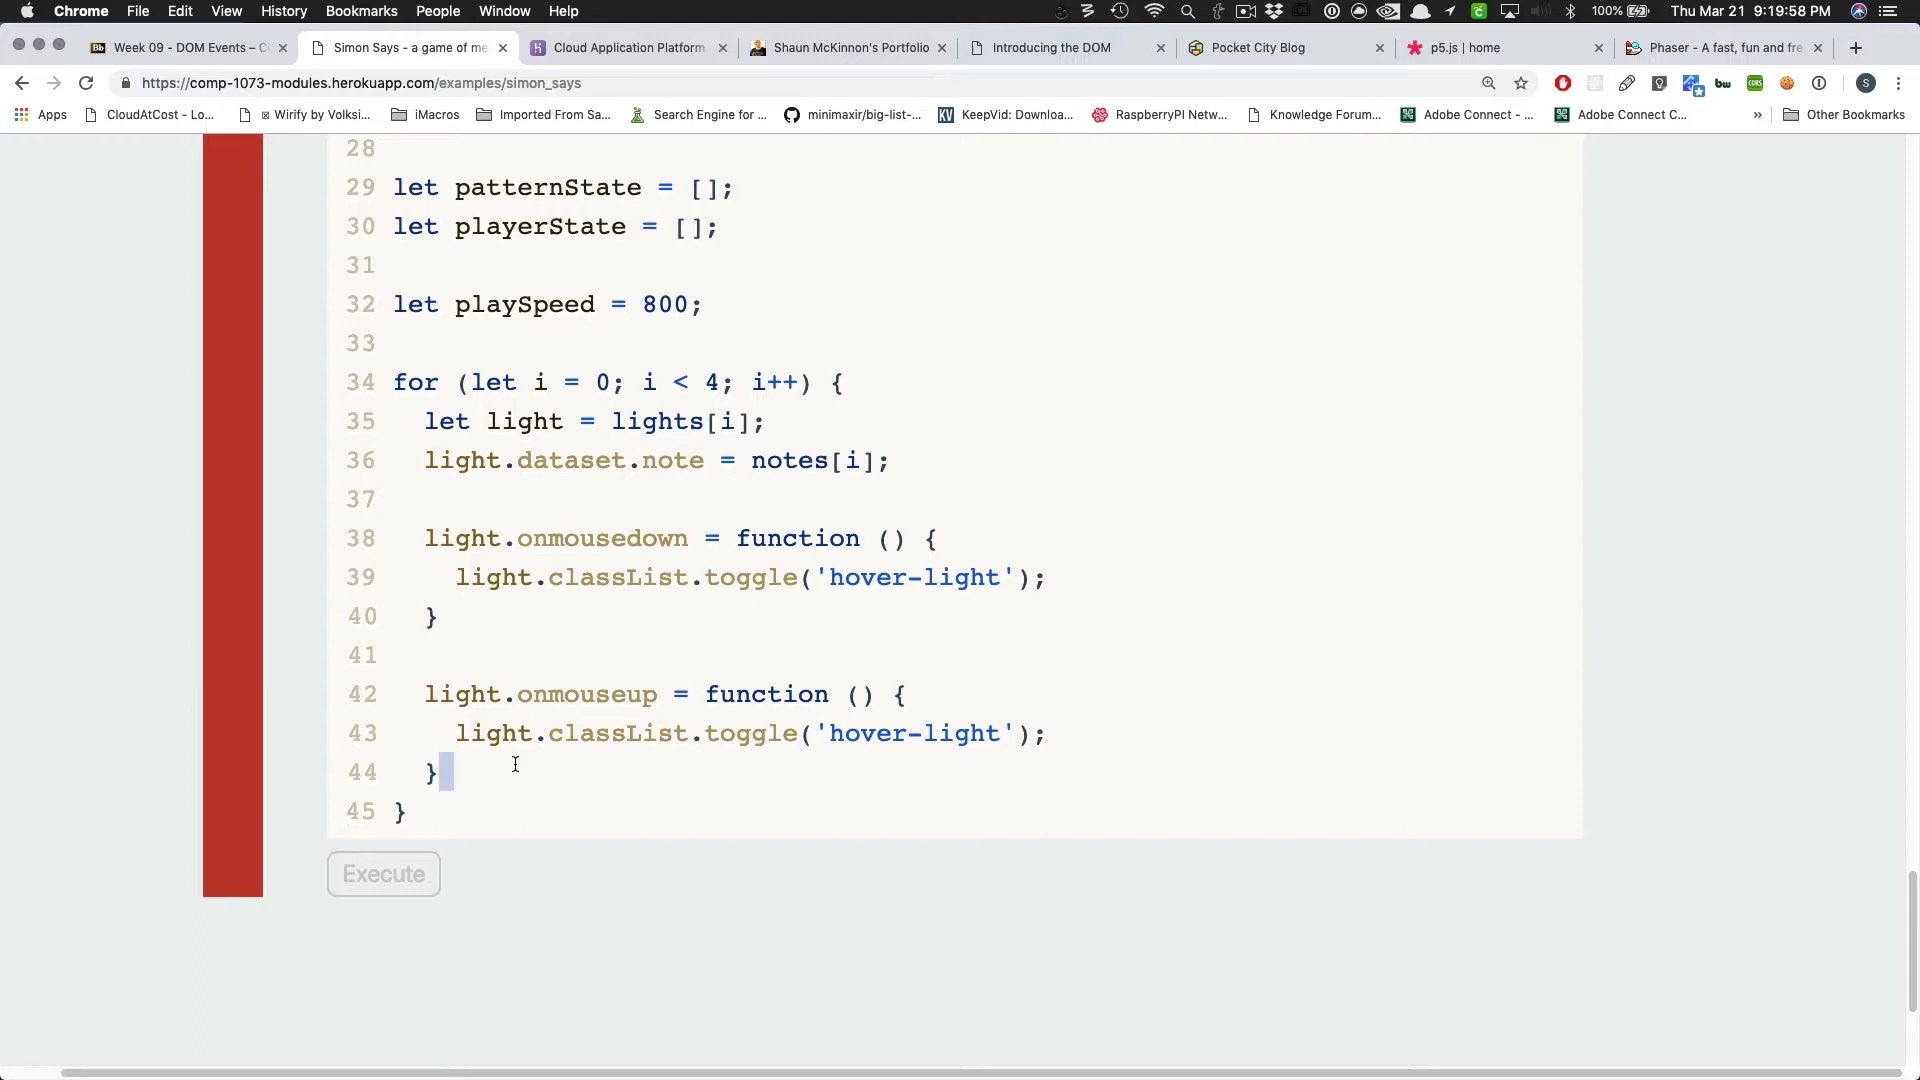 Chrome File Edit View History Bookmarks People Window Help 100% Thu Mar 21 9:19:58 PM
Week 09 - DOM Events – C
Simon Says - a game of me
Cloud Application Platform
Shaun McKinnon's Portfolio
Introducing the DOM
Pocket City Blog
p5.js | home
Phaser - A fast, fun and fre
https://comp-1073-modules.herokuapp.com/examples/simon_says
Apps CloudAtCost - Lo... Wirify by Volksi... iMacros Imported From Sa... Search Engine for ... minimaxir/big-list-... KeepVid: Downloa... RaspberryPI Netw... Knowledge Forum... Adobe Connect - ... Adobe Connect C... » Other Bookmarks
28
29 let patternState = [];
30 let playerState = [];
31
32 let playSpeed = 800;
33
34 for (let i = 0; i < 4; i++) {
35 let light = lights[i];
36 light.dataset.note = notes[i];
37
38 light.onmousedown = function () {
39 light.classList.toggle('hover-light');
40 }
41
42 light.onmouseup = function () {
43 light.classList.toggle('hover-light');
44 }
45 }
Execute